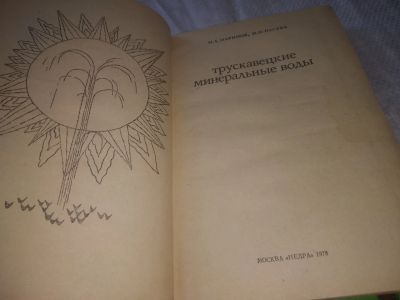 трускавецкие
минеральные воды
МОСКВА «НЕДРА» 1978